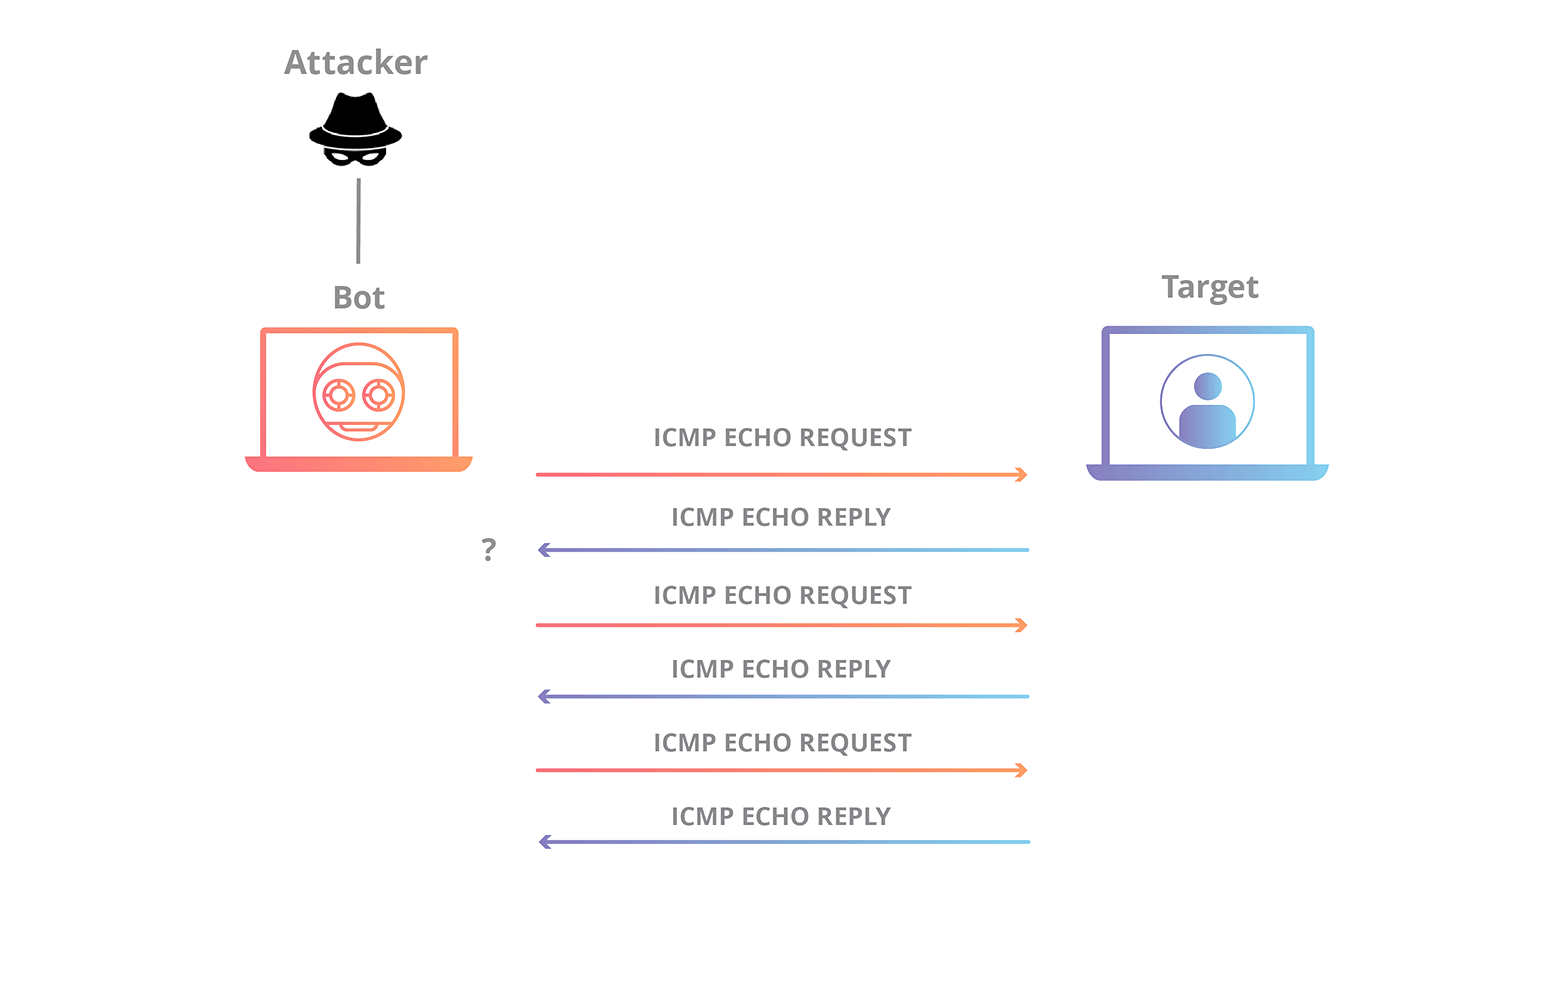 Attacker
Bot
Target
ICMP ECHO REQUEST
ICMP ECHO REPLY
?
ICMP ECHO REQUEST
ICMP ECHO REPLY
ICMP ECHO REQUEST
ICMP ECHO REPLY